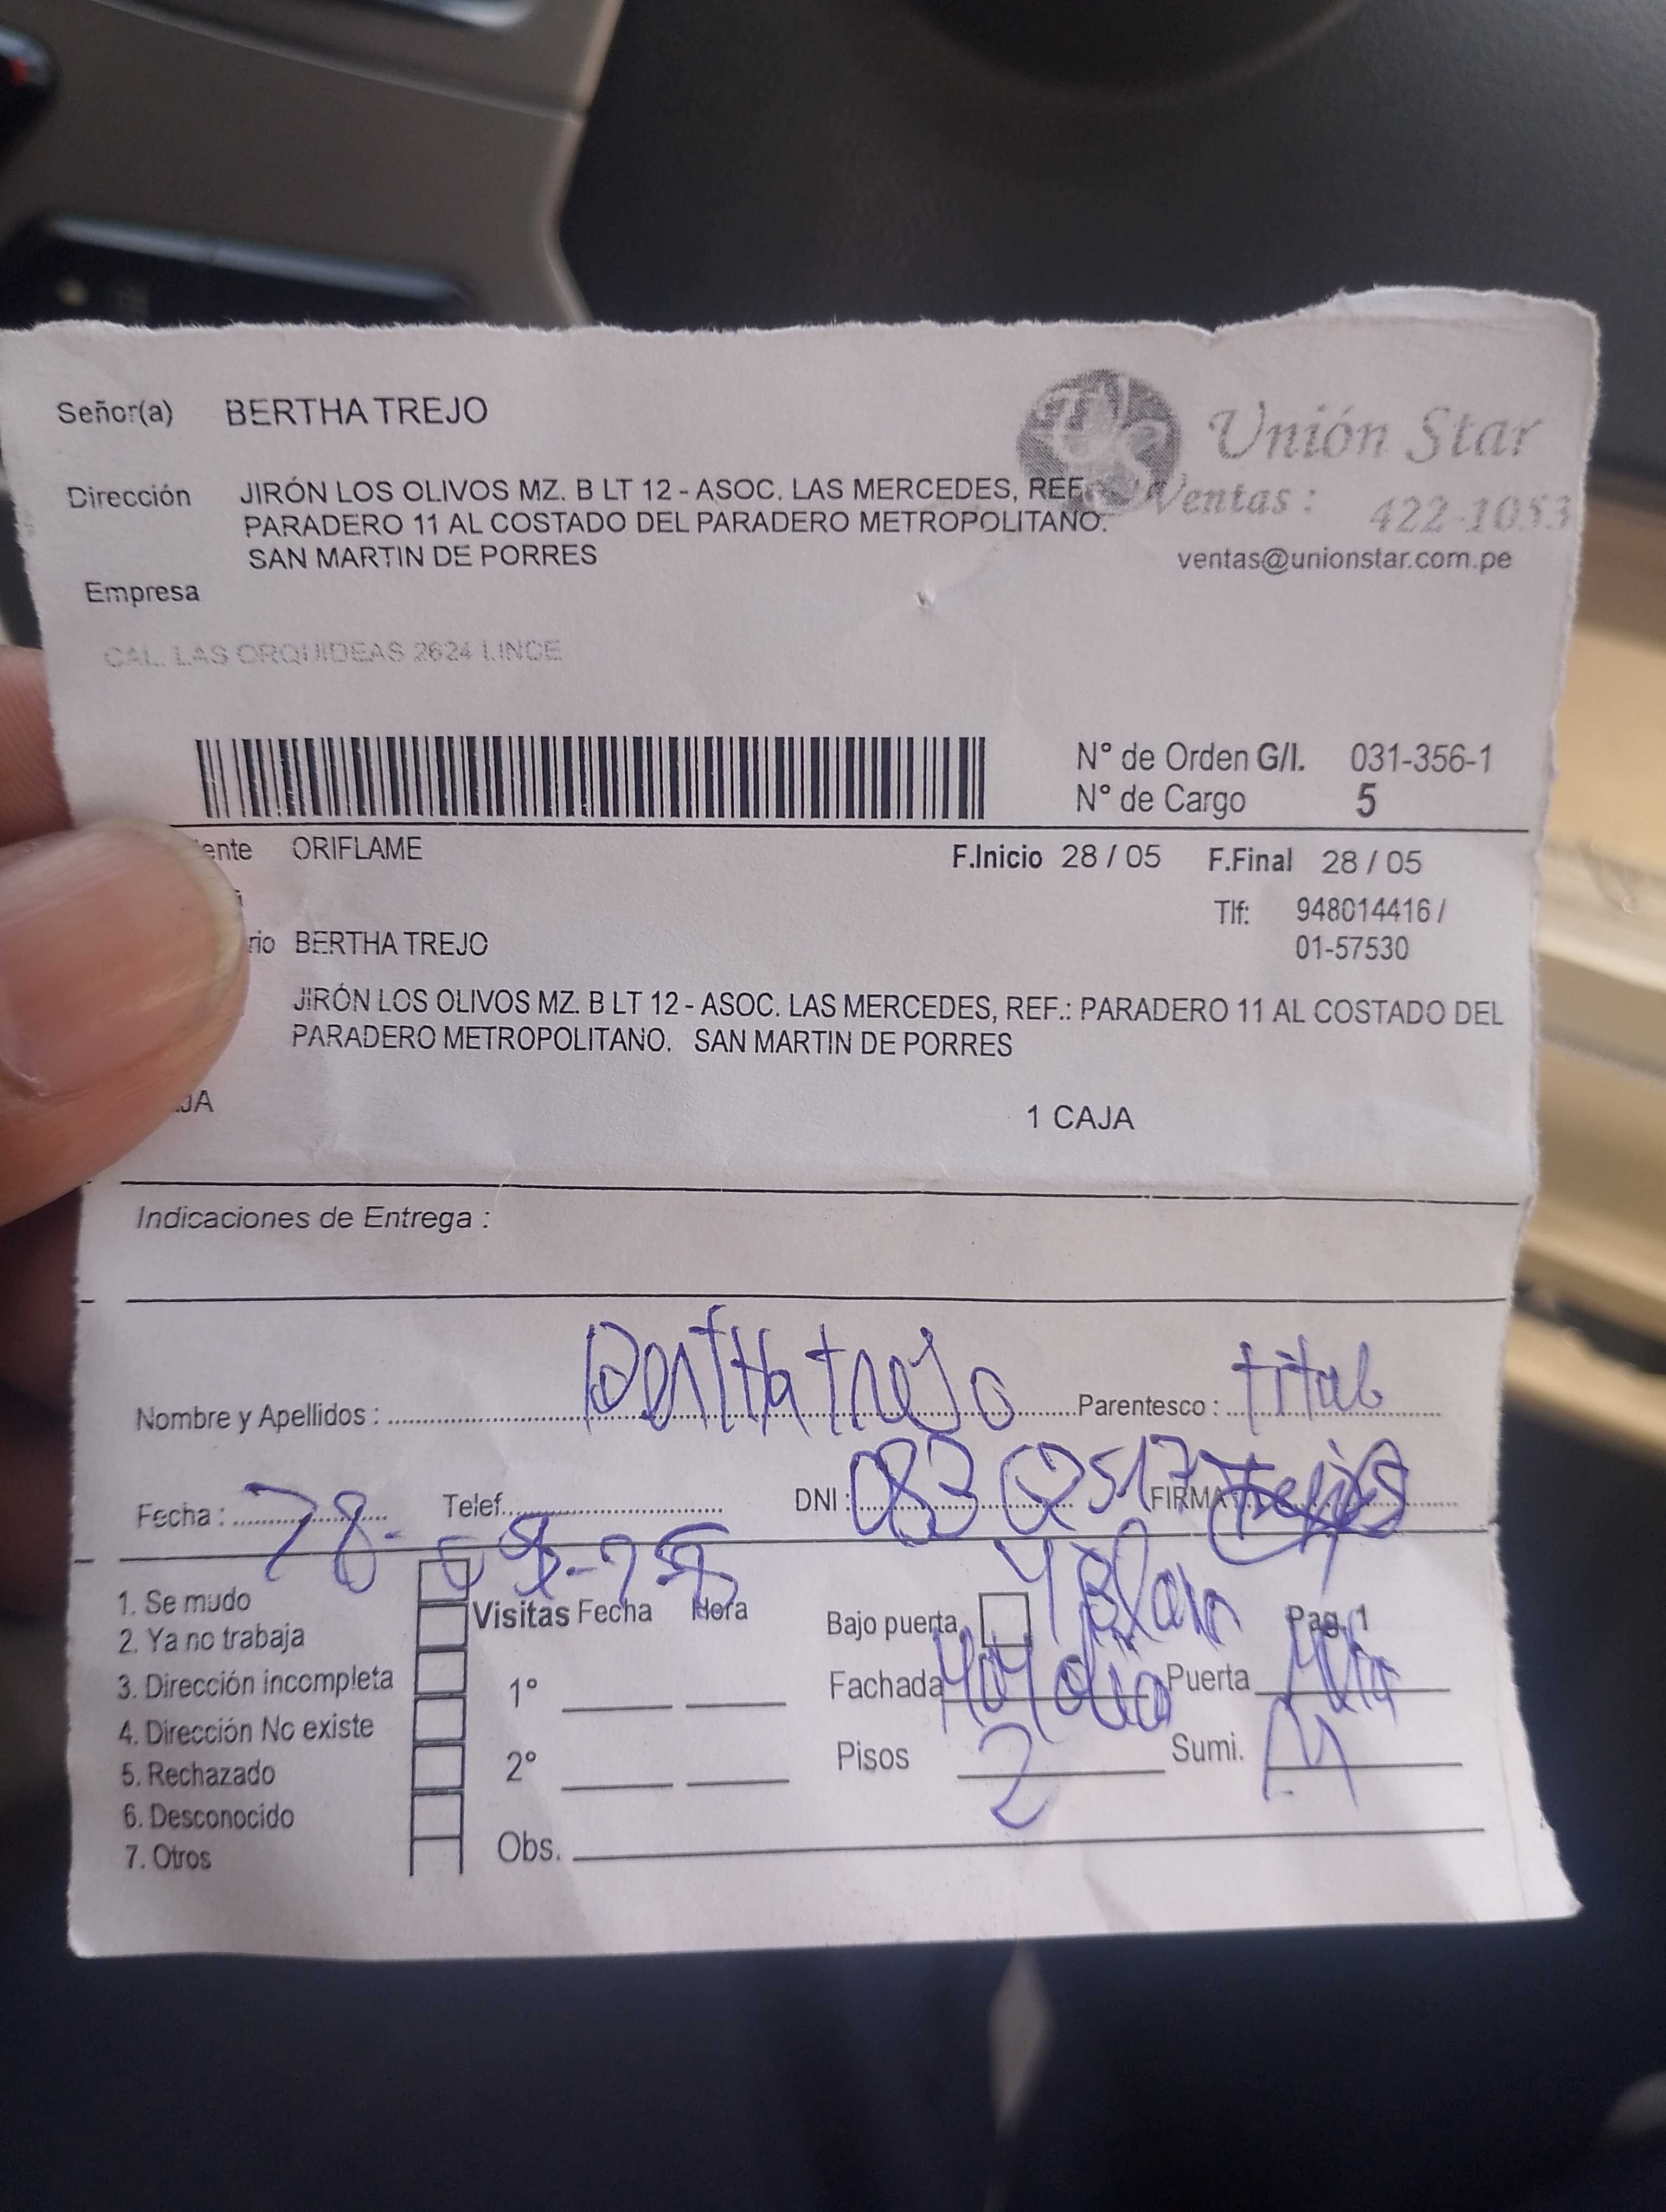 Señor(a) BERTHA TREJO
Unión Star
Dirección JIRÓN LOS OLIVOS MZ. B LT 12 - ASOC. LAS MERCEDES, REF
Ventas : 422-1053
PARADERO 11 AL COSTADO DEL PARADERO METROPOLITANO.
SAN MARTIN DE PORRES
ventas@unionstar.com.pe
Empresa
CAL. LAS ORQUIDEAS 2624 LINCE
N° de Orden G/I. 031-356-1
N° de Cargo 5
ente ORIFLAME
F.Inicio 28 / 05 F.Final 28 / 05
Tlf: 948014416 /
01-57530
rio BERTHA TREJO
JIRÓN LOS OLIVOS MZ. B LT 12 - ASOC. LAS MERCEDES, REF.: PARADERO 11 AL COSTADO DEL
PARADERO METROPOLITANO. SAN MARTIN DE PORRES
JA 1 CAJA
Indicaciones de Entrega :
Nombre y Apellidos : Bertha trejo Parentesco :
Fecha : Telef. DNI : FIRMA
1. Se mudo
2. Ya no trabaja
3. Dirección incompleta
4. Dirección No existe
5. Rechazado
6. Desconocido
7. Otros
Visitas Fecha Hora
1°
2°
Obs.
Bajo puerta Pag. 1
Fachada Puerta
Pisos 2 Sumi.